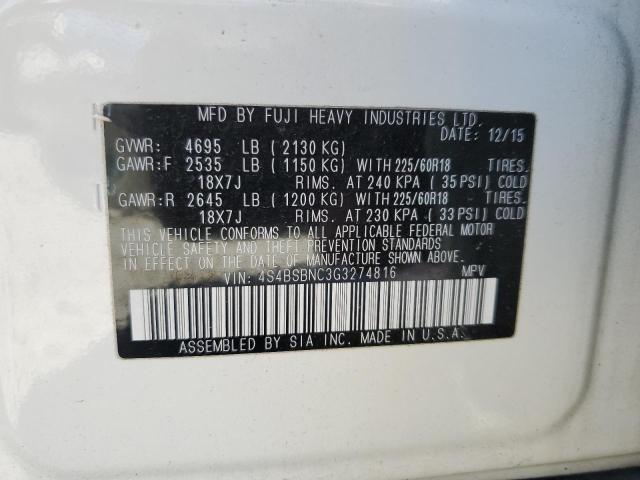 MFD BY FUJI HEAVY INDUSTRIES LTD.
DATE: 12/15
GVWR: 4695 LB ( 2130 KG)
GAWR:F 2535 LB ( 1150 KG) WITH 225/60R18 TIRES.
18X7J RIMS. AT 240 KPA ( 35 PSI) COLD
GAWR:R 2645 LB ( 1200 KG) WITH 225/60R18 TIRES.
18X7J RIMS. AT 230 KPA ( 33 PSI) COLD
THIS VEHICLE CONFORMS TO ALL APPLICABLE FEDERAL MOTOR
VEHICLE SAFETY AND THEFT PREVENTION STANDARDS
IN EFFECT ON THE DATE OF MANUFACTURE SHOWN ABOVE.
VIN: 4S4BSBNC3G3274816 MPV
ASSEMBLED BY SIA INC. MADE IN U.S.A.